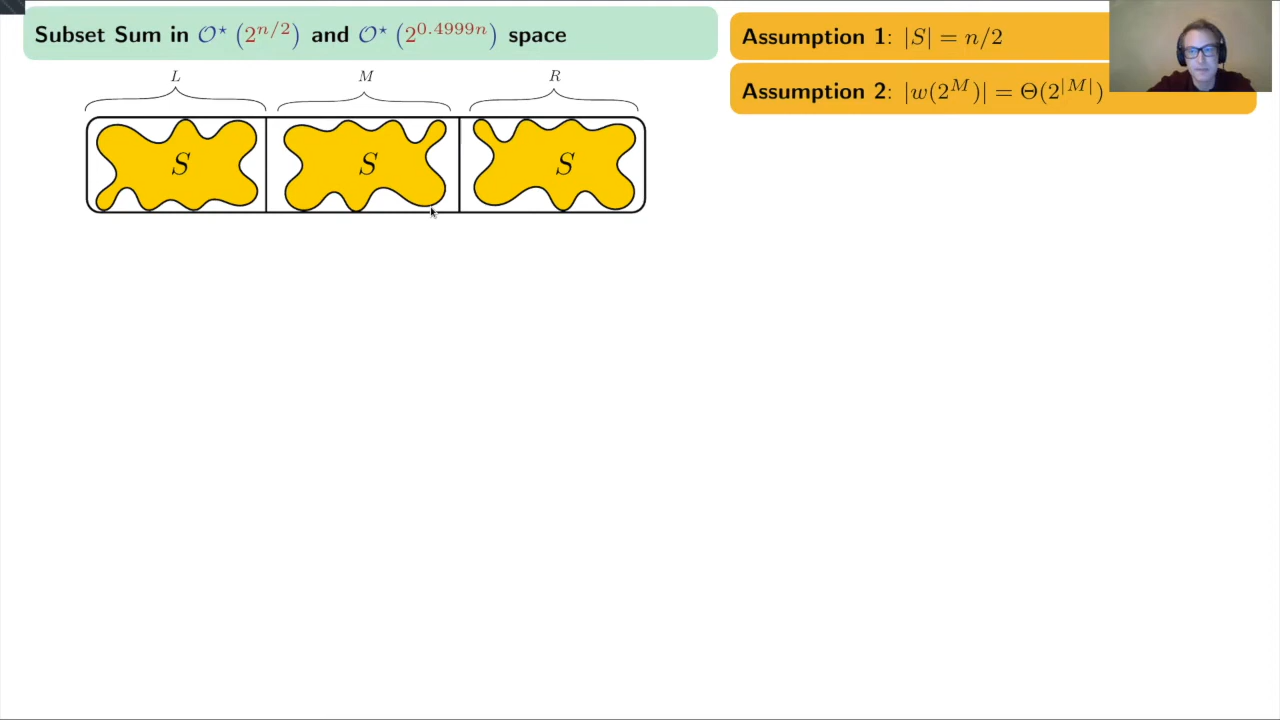 Subset Sum in 𝒪⋆ (2^{n/2}) and 𝒪⋆ (2^{0.4999n}) space
Assumption 1: |S| = n/2
Assumption 2: |w(2^M)| = Θ(2^{|M|})
L M R
S S S